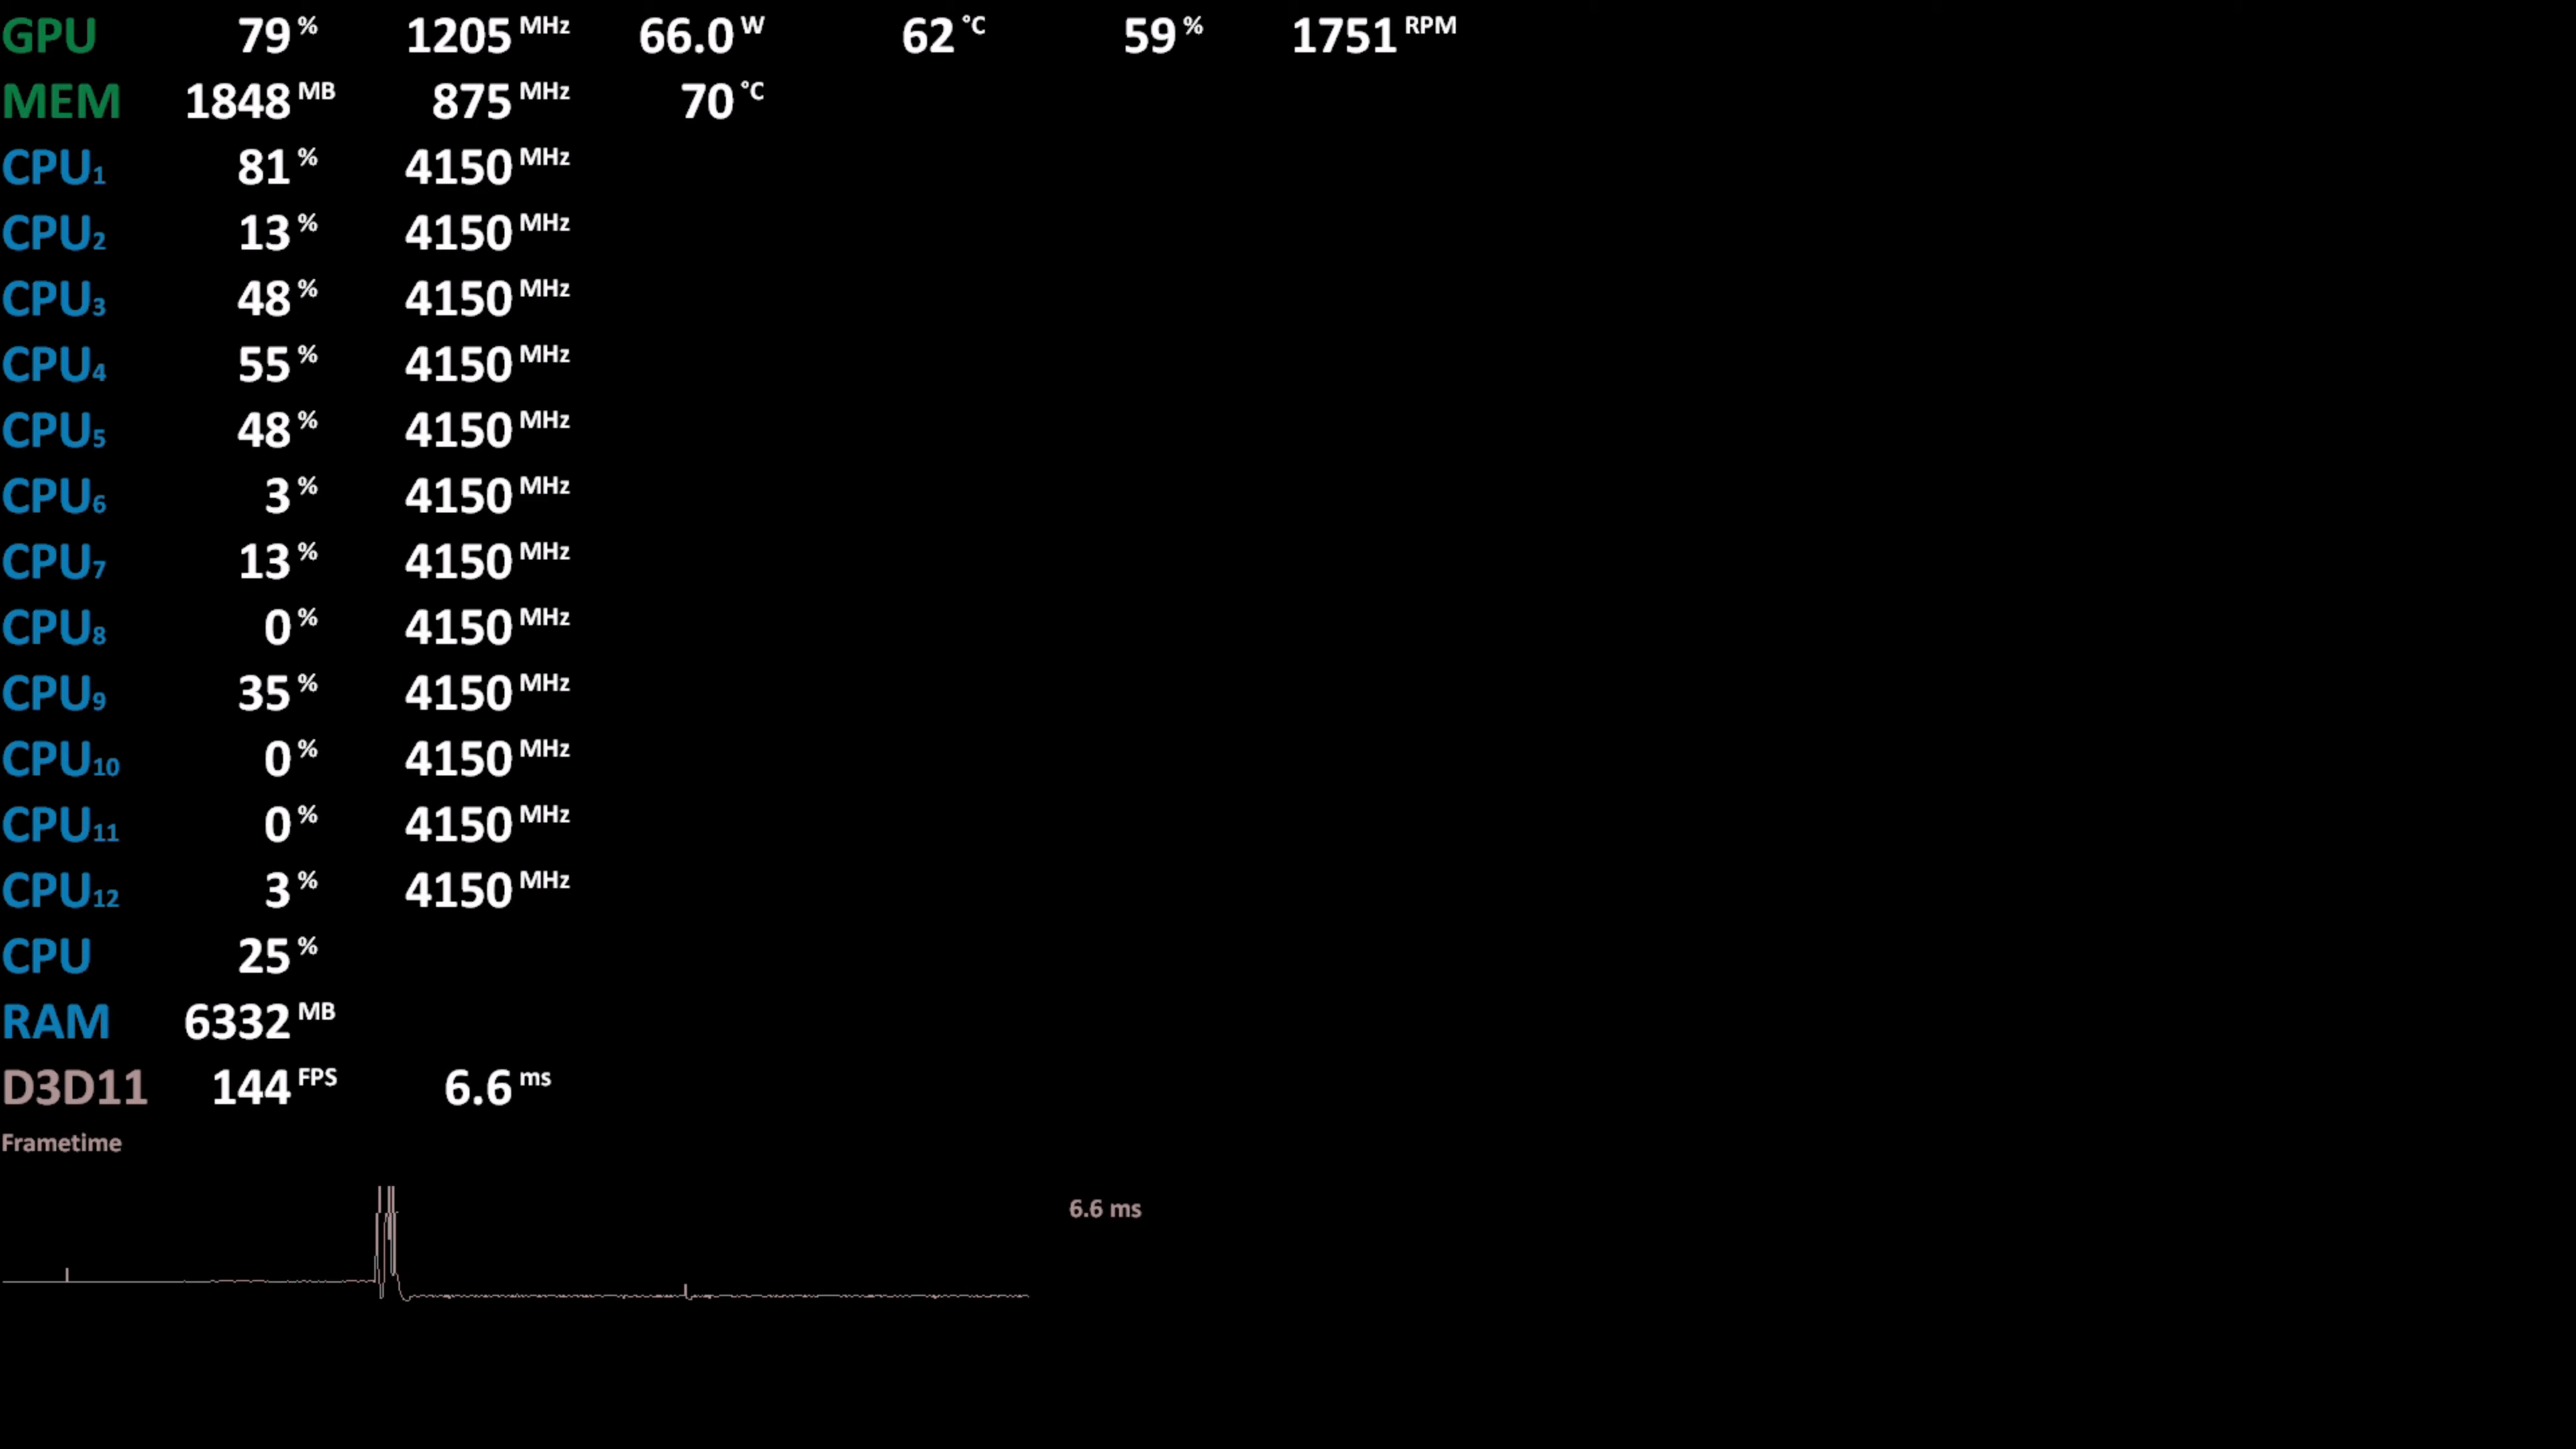 GPU 79 % 1205 MHz 66.0 W 62 °C 59 % 1751 RPM
MEM 1848 MB 875 MHz 70 °C
CPU1 81 % 4150 MHz
CPU2 13 % 4150 MHz
CPU3 48 % 4150 MHz
CPU4 55 % 4150 MHz
CPU5 48 % 4150 MHz
CPU6 3 % 4150 MHz
CPU7 13 % 4150 MHz
CPU8 0 % 4150 MHz
CPU9 35 % 4150 MHz
CPU10 0 % 4150 MHz
CPU11 0 % 4150 MHz
CPU12 3 % 4150 MHz
CPU 25 %
RAM 6332 MB
D3D11 144 FPS 6.6 ms
Frametime
6.6 ms